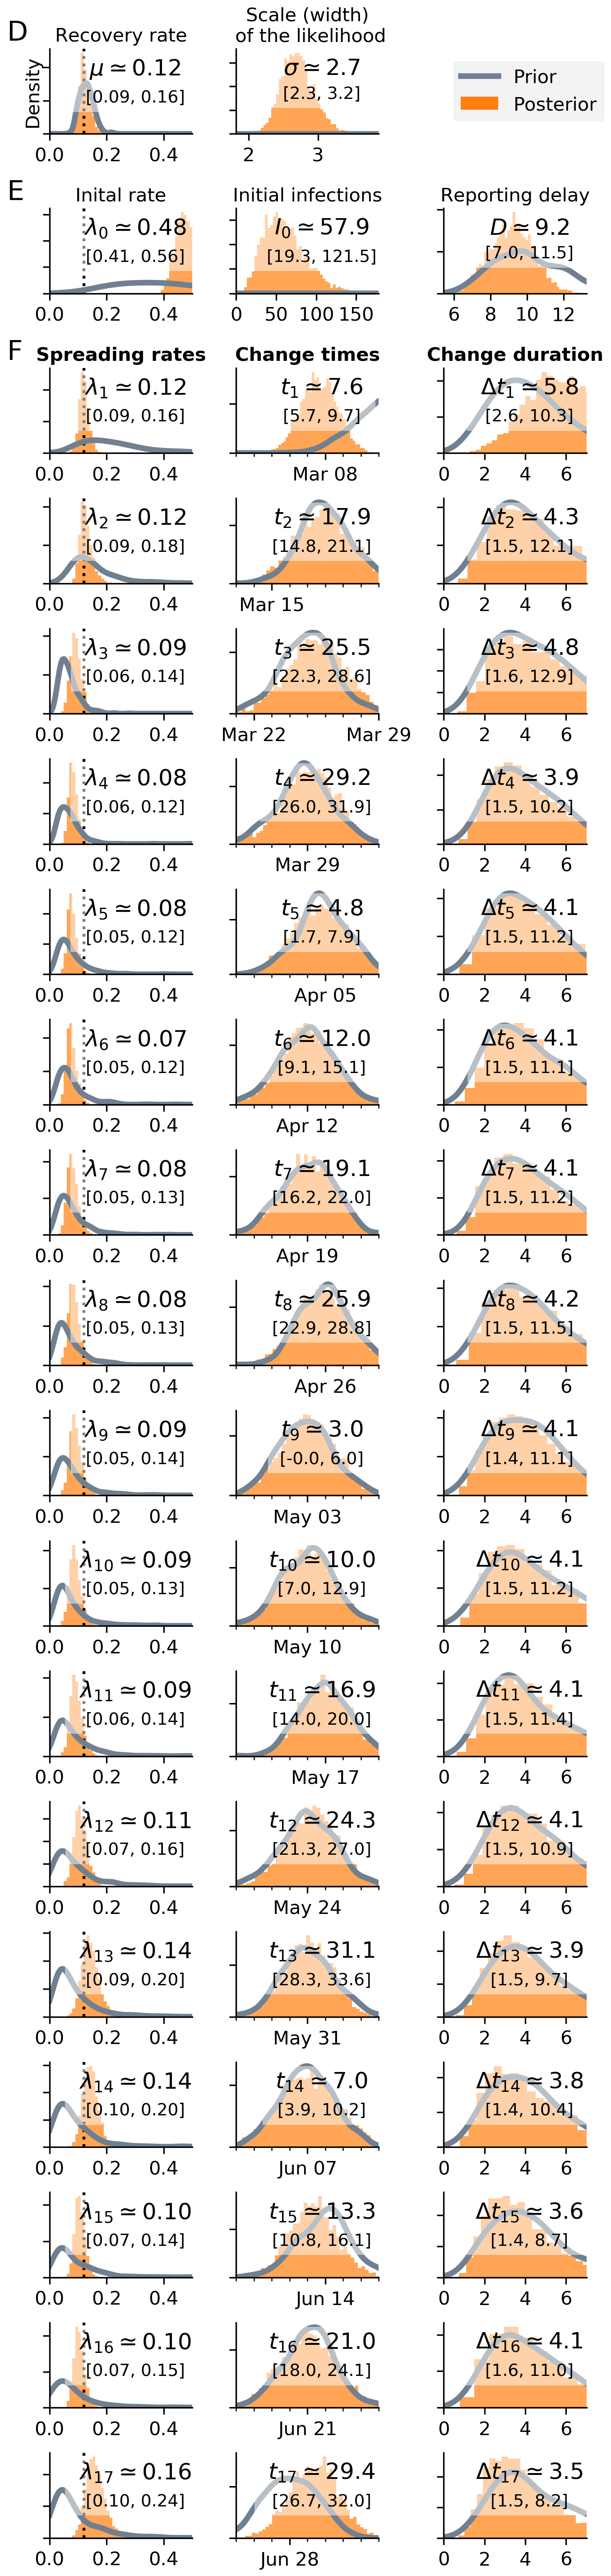 D
Recovery rate
Scale (width)
of the likelihood
Density
μ ≃ 0.12
[0.09, 0.16]
σ ≃ 2.7
[2.3, 3.2]
Prior
Posterior
0.0 0.2 0.4
2 3
E
Inital rate
Initial infections
Reporting delay
λ0 ≃ 0.48
[0.41, 0.56]
I0 ≃ 57.9
[19.3, 121.5]
D ≃ 9.2
[7.0, 11.5]
0.0 0.2 0.4
0 50 100 150
6 8 10 12
F
Spreading rates
Change times
Change duration
λ1 ≃ 0.12
[0.09, 0.16]
t1 ≃ 7.6
[5.7, 9.7]
Δt1 ≃ 5.8
[2.6, 10.3]
0.0 0.2 0.4
Mar 08
0 2 4 6
λ2 ≃ 0.12
[0.09, 0.18]
t2 ≃ 17.9
[14.8, 21.1]
Δt2 ≃ 4.3
[1.5, 12.1]
0.0 0.2 0.4
Mar 15
0 2 4 6
λ3 ≃ 0.09
[0.06, 0.14]
t3 ≃ 25.5
[22.3, 28.6]
Δt3 ≃ 4.8
[1.6, 12.9]
0.0 0.2 0.4
Mar 22 Mar 29
0 2 4 6
λ4 ≃ 0.08
[0.06, 0.12]
t4 ≃ 29.2
[26.0, 31.9]
Δt4 ≃ 3.9
[1.5, 10.2]
0.0 0.2 0.4
Mar 29
0 2 4 6
λ5 ≃ 0.08
[0.05, 0.12]
t5 ≃ 4.8
[1.7, 7.9]
Δt5 ≃ 4.1
[1.5, 11.2]
0.0 0.2 0.4
Apr 05
0 2 4 6
λ6 ≃ 0.07
[0.05, 0.12]
t6 ≃ 12.0
[9.1, 15.1]
Δt6 ≃ 4.1
[1.5, 11.1]
0.0 0.2 0.4
Apr 12
0 2 4 6
λ7 ≃ 0.08
[0.05, 0.13]
t7 ≃ 19.1
[16.2, 22.0]
Δt7 ≃ 4.1
[1.5, 11.2]
0.0 0.2 0.4
Apr 19
0 2 4 6
λ8 ≃ 0.08
[0.05, 0.13]
t8 ≃ 25.9
[22.9, 28.8]
Δt8 ≃ 4.2
[1.5, 11.5]
0.0 0.2 0.4
Apr 26
0 2 4 6
λ9 ≃ 0.09
[0.05, 0.14]
t9 ≃ 3.0
[-0.0, 6.0]
Δt9 ≃ 4.1
[1.4, 11.1]
0.0 0.2 0.4
May 03
0 2 4 6
λ10 ≃ 0.09
[0.05, 0.13]
t10 ≃ 10.0
[7.0, 12.9]
Δt10 ≃ 4.1
[1.5, 11.2]
0.0 0.2 0.4
May 10
0 2 4 6
λ11 ≃ 0.09
[0.06, 0.14]
t11 ≃ 16.9
[14.0, 20.0]
Δt11 ≃ 4.1
[1.5, 11.4]
0.0 0.2 0.4
May 17
0 2 4 6
λ12 ≃ 0.11
[0.07, 0.16]
t12 ≃ 24.3
[21.3, 27.0]
Δt12 ≃ 4.1
[1.5, 10.9]
0.0 0.2 0.4
May 24
0 2 4 6
λ13 ≃ 0.14
[0.09, 0.20]
t13 ≃ 31.1
[28.3, 33.6]
Δt13 ≃ 3.9
[1.5, 9.7]
0.0 0.2 0.4
May 31
0 2 4 6
λ14 ≃ 0.14
[0.10, 0.20]
t14 ≃ 7.0
[3.9, 10.2]
Δt14 ≃ 3.8
[1.4, 10.4]
0.0 0.2 0.4
Jun 07
0 2 4 6
λ15 ≃ 0.10
[0.07, 0.14]
t15 ≃ 13.3
[10.8, 16.1]
Δt15 ≃ 3.6
[1.4, 8.7]
0.0 0.2 0.4
Jun 14
0 2 4 6
λ16 ≃ 0.10
[0.07, 0.15]
t16 ≃ 21.0
[18.0, 24.1]
Δt16 ≃ 4.1
[1.6, 11.0]
0.0 0.2 0.4
Jun 21
0 2 4 6
λ17 ≃ 0.16
[0.10, 0.24]
t17 ≃ 29.4
[26.7, 32.0]
Δt17 ≃ 3.5
[1.5, 8.2]
0.0 0.2 0.4
Jun 28
0 2 4 6